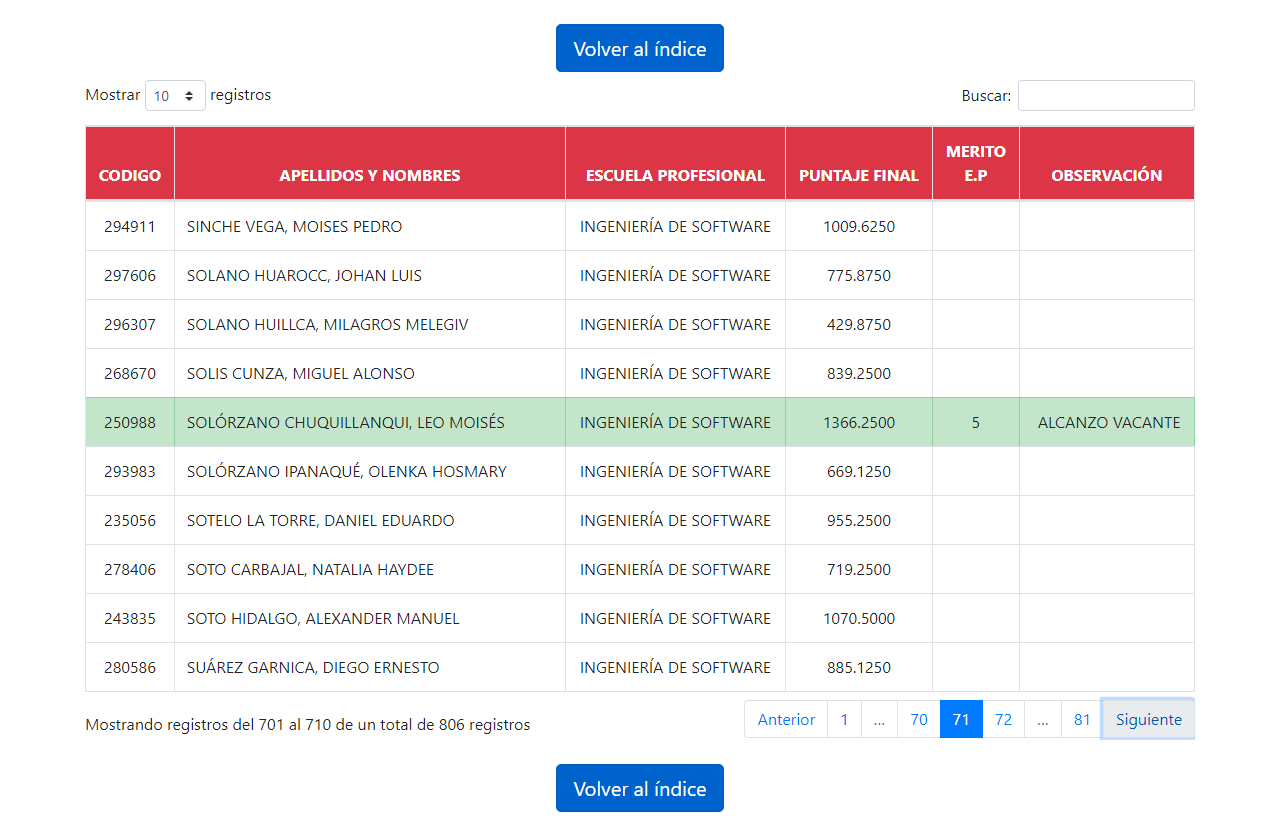 Volver al índice
Mostrar 10 registros Buscar:
CODIGO APELLIDOS Y NOMBRES ESCUELA PROFESIONAL PUNTAJE FINAL MERITO E.P OBSERVACIÓN
294911 SINCHE VEGA, MOISES PEDRO INGENIERÍA DE SOFTWARE 1009.6250
297606 SOLANO HUAROCC, JOHAN LUIS INGENIERÍA DE SOFTWARE 775.8750
296307 SOLANO HUILLCA, MILAGROS MELEGIV INGENIERÍA DE SOFTWARE 429.8750
268670 SOLIS CUNZA, MIGUEL ALONSO INGENIERÍA DE SOFTWARE 839.2500
250988 SOLÓRZANO CHUQUILLANQUI, LEO MOISÉS INGENIERÍA DE SOFTWARE 1366.2500 5 ALCANZO VACANTE
293983 SOLÓRZANO IPANAQUÉ, OLENKA HOSMARY INGENIERÍA DE SOFTWARE 669.1250
235056 SOTELO LA TORRE, DANIEL EDUARDO INGENIERÍA DE SOFTWARE 955.2500
278406 SOTO CARBAJAL, NATALIA HAYDEE INGENIERÍA DE SOFTWARE 719.2500
243835 SOTO HIDALGO, ALEXANDER MANUEL INGENIERÍA DE SOFTWARE 1070.5000
280586 SUÁREZ GARNICA, DIEGO ERNESTO INGENIERÍA DE SOFTWARE 885.1250
Mostrando registros del 701 al 710 de un total de 806 registros Anterior 1 ... 70 71 72 ... 81 Siguiente
Volver al índice